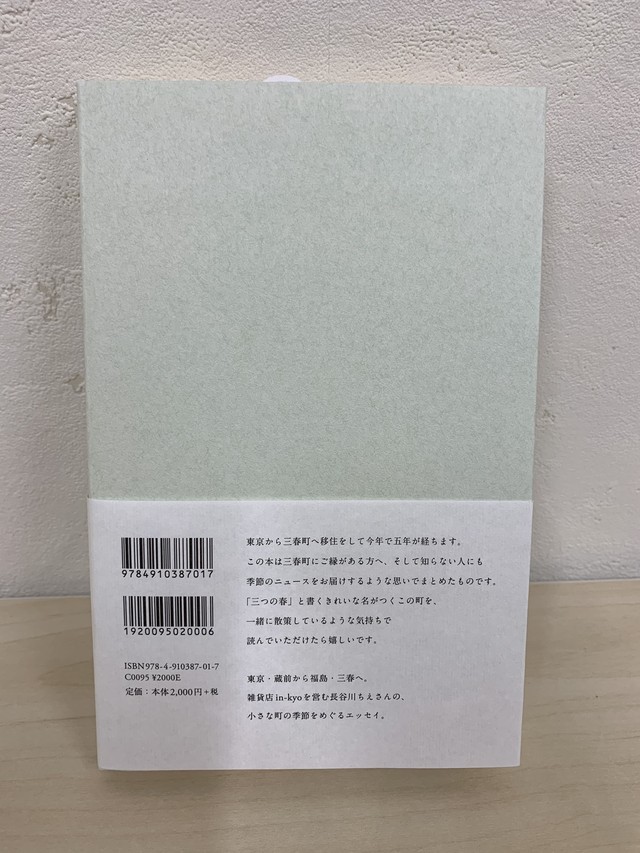 9784910387017
1920095020006
ISBN978-4-910387-01-7
C0095 ¥2000E
定価：本体2,000円+税
東京から三春町へ移住をして今年で五年が経ちます。
この本は三春町にご縁がある方へ、そして知らない人にも
季節のニュースをお届けするような思いでまとめたものです。
「三つの春」と書くきれいな名がつくこの町を、
一緒に散策しているような気持ちで
読んでいただけたら嬉しいです。
東京・蔵前から福島・三春へ。
雑貨店in-kyoを営む長谷川ちえさんの、
小さな町の季節をめぐるエッセイ。